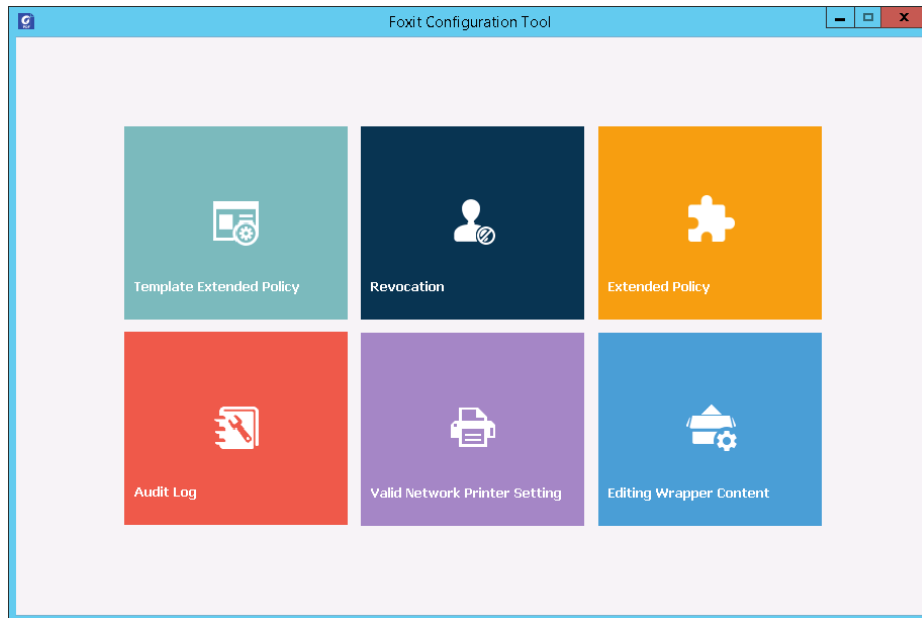 Foxit Configuration Tool
Template Extended Policy
Revocation
Extended Policy
Audit Log
Valid Network Printer Setting
Editing Wrapper Content